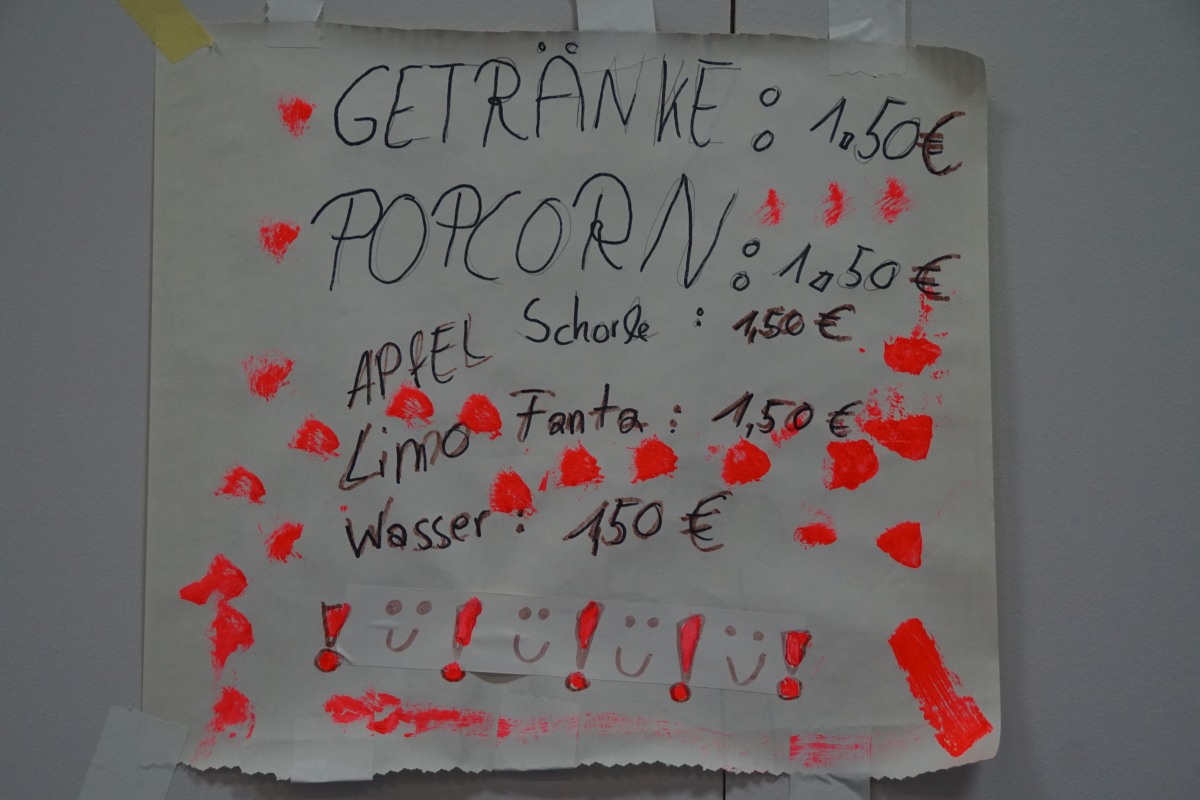 GETRÄNKE: 1,50€
POPCORN: 1,50€
APFEL Schorle: 1,50€
Limo Fanta: 1,50€
Wasser: 150€
! ! ! ! !